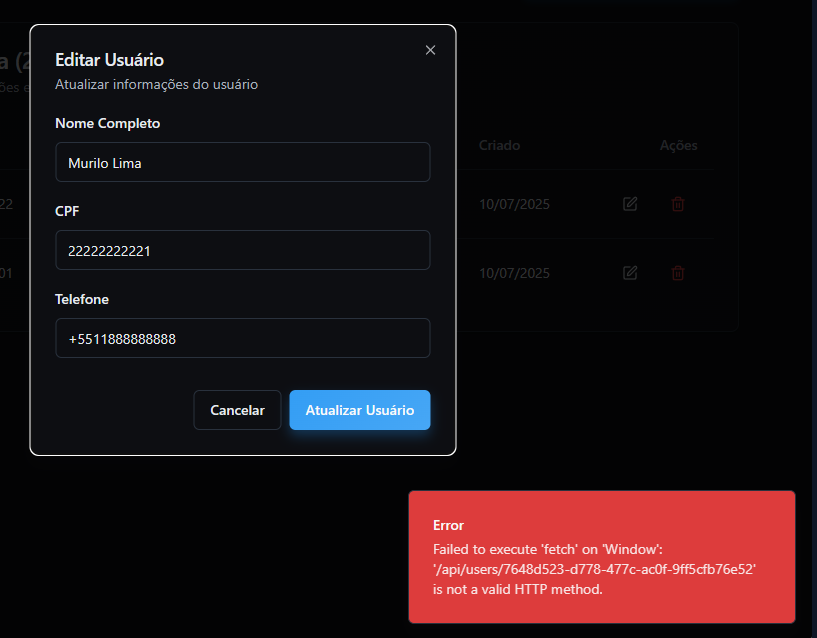 Editar Usuário
Atualizar informações do usuário
Nome Completo
Murilo Lima
CPF
22222222221
Telefone
+5511888888888
Cancelar
Atualizar Usuário
a (2
ões e
Criado
Ações
22
10/07/2025
01
10/07/2025
Error
Failed to execute 'fetch' on 'Window':
'/api/users/7648d523-d778-477c-ac0f-9ff5cfb76e52'
is not a valid HTTP method.